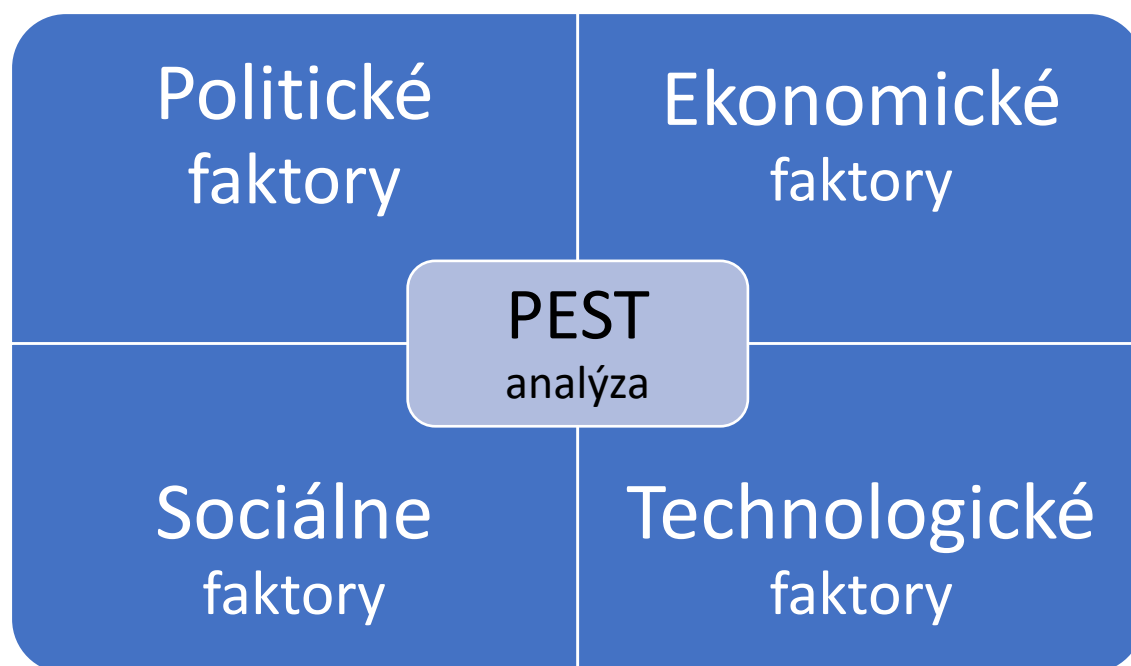 Politické
faktory
Ekonomické
faktory
PEST
analýza
Sociálne
faktory
Technologické
faktory